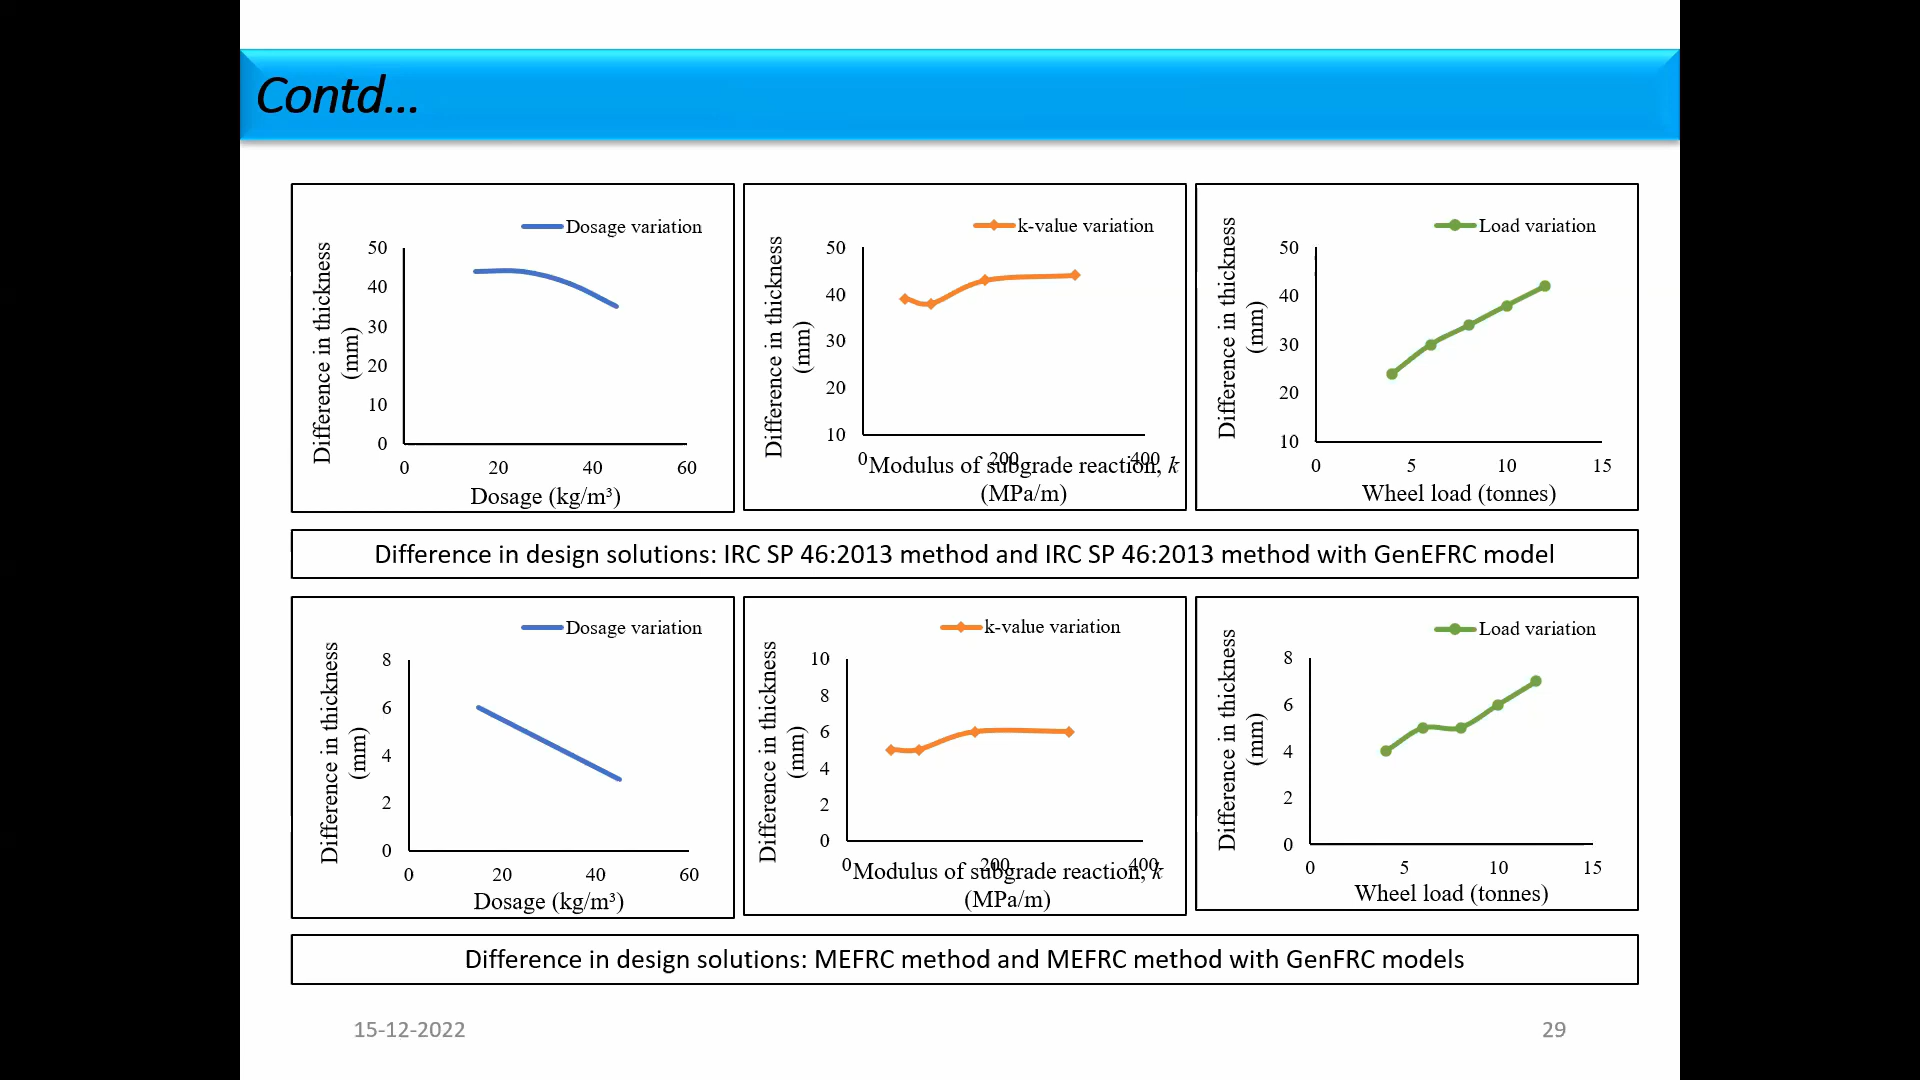 Contd...
Dosage variation
Difference in thickness
(mm)
50
40
30
20
10
0
0 20 40 60
Dosage (kg/m³)
k-value variation
Difference in thickness
(mm)
50
40
30
20
10
0 200 400
Modulus of subgrade reaction, k
(MPa/m)
Load variation
Difference in thickness
(mm)
50
40
30
20
10
0 5 10 15
Wheel load (tonnes)
Difference in design solutions: IRC SP 46:2013 method and IRC SP 46:2013 method with GenEFRC model
Dosage variation
Difference in thickness
(mm)
8
6
4
2
0
0 20 40 60
Dosage (kg/m³)
k-value variation
Difference in thickness
(mm)
10
8
6
4
2
0
0 200 400
Modulus of subgrade reaction, k
(MPa/m)
Load variation
Difference in thickness
(mm)
8
6
4
2
0
0 5 10 15
Wheel load (tonnes)
Difference in design solutions: MEFRC method and MEFRC method with GenFRC models
15-12-2022
29